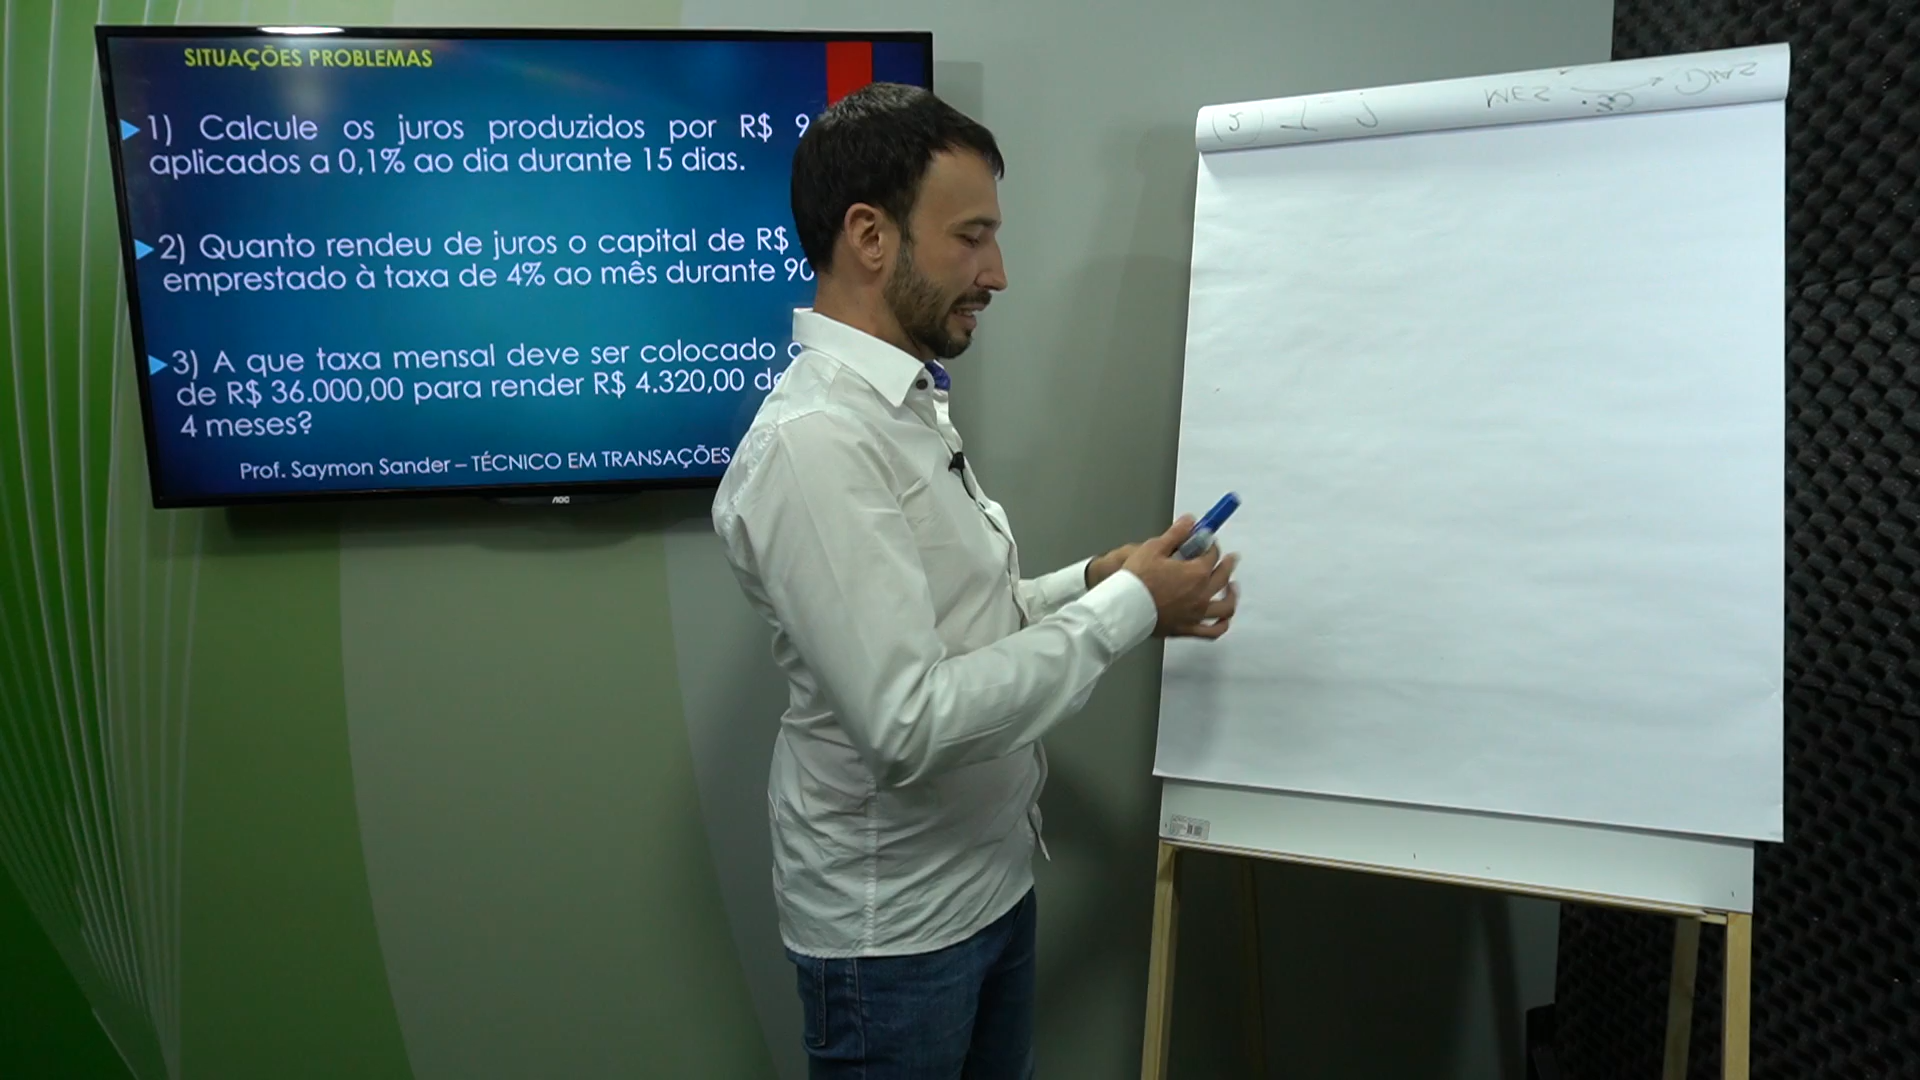 SITUAÇÕES PROBLEMAS
1) Calcule os juros produzidos por R$ 9
aplicados a 0,1% ao dia durante 15 dias.
2) Quanto rendeu de juros o capital de R$
emprestado à taxa de 4% ao mês durante 90
3) A que taxa mensal deve ser colocado
de R$ 36.000,00 para render R$ 4.320,00
4 meses?
Prof. Saymon Sander – TÉCNICO EM TRANSAÇÕES
AOC